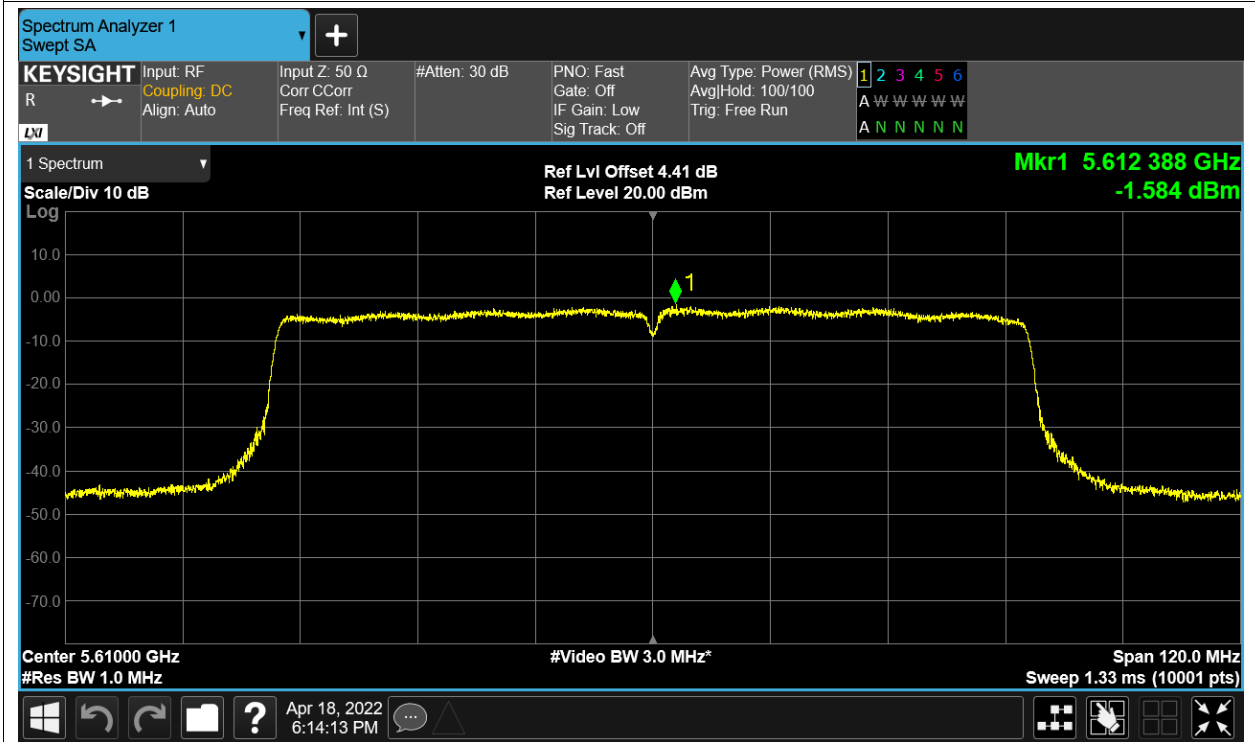 Spectrum Analyzer 1
Swept SA
+
KEYSIGHT
R
LXI
Input: RF
Coupling: DC
Align: Auto
Input Z: 50 Ω
Corr CCorr
Freq Ref: Int (S)
#Atten: 30 dB
PNO: Fast
Gate: Off
IF Gain: Low
Sig Track: Off
Avg Type: Power (RMS)
Avg|Hold: 100/100
Trig: Free Run
1 2 3 4 5 6
A W W W W W
A N N N N N
1 Spectrum
Scale/Div 10 dB
Log
Ref Lvl Offset 4.41 dB
Ref Level 20.00 dBm
Mkr1 5.612 388 GHz
-1.584 dBm
10.0
0.00
-10.0
-20.0
-30.0
-40.0
-50.0
-60.0
-70.0
1
Center 5.61000 GHz
#Res BW 1.0 MHz
#Video BW 3.0 MHz*
Span 120.0 MHz
Sweep 1.33 ms (10001 pts)
?
Apr 18, 2022
6:14:13 PM